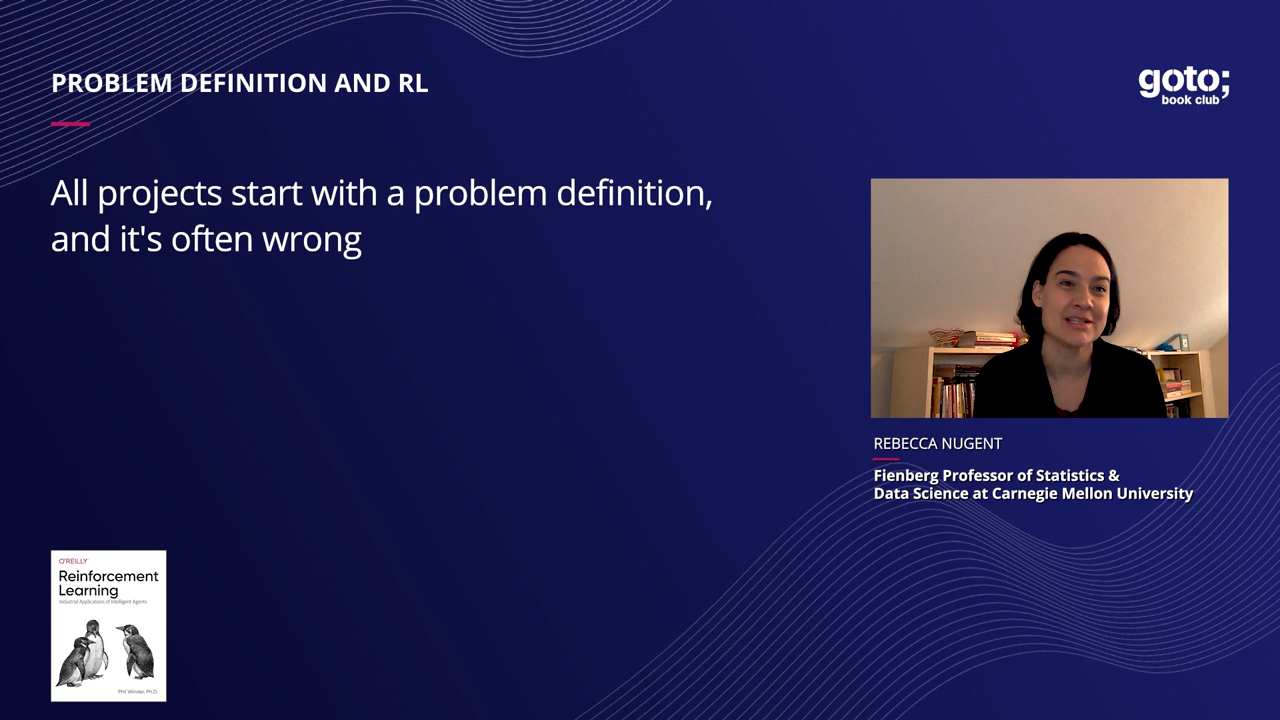 PROBLEM DEFINITION AND RL
goto;
book club
All projects start with a problem definition,
and it's often wrong
REBECCA NUGENT
Fienberg Professor of Statistics &
Data Science at Carnegie Mellon University
O'REILLY
Reinforcement
Learning
Industrial Applications of Intelligent Agents
Phil Winder, Ph.D.